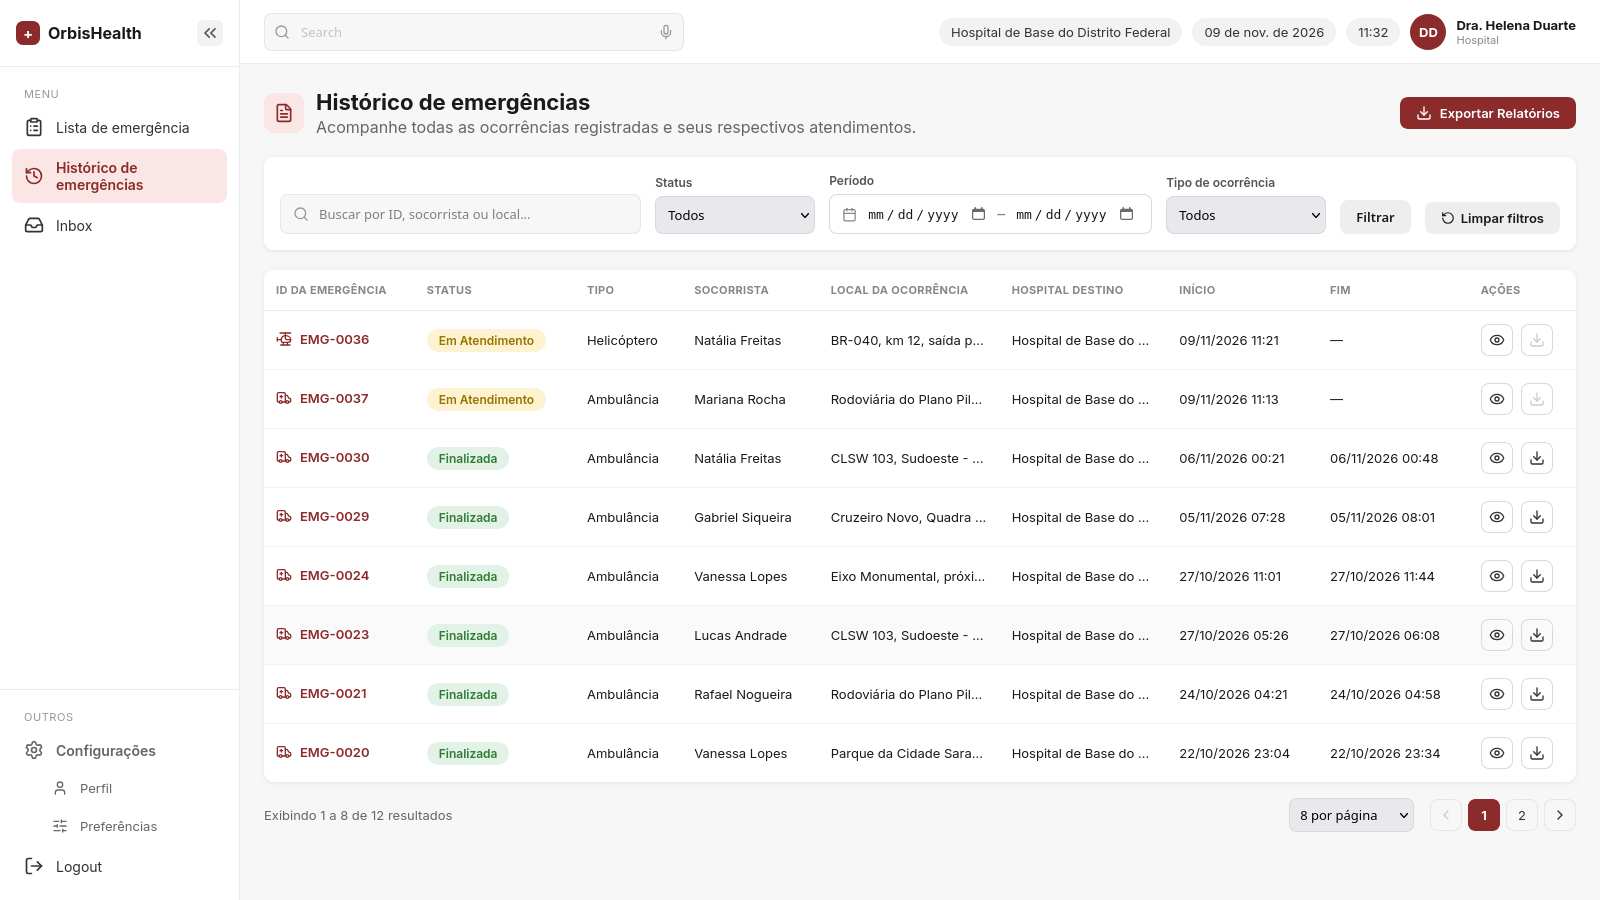 OrbisHealth
Search
Hospital de Base do Distrito Federal
09 de nov. de 2026
11:32
DD
Dra. Helena Duarte
Hospital
MENU
Lista de emergência
Histórico de
emergências
Inbox
OUTROS
Configurações
Perfil
Preferências
Logout
Histórico de emergências
Acompanhe todas as ocorrências registradas e seus respectivos atendimentos.
Exportar Relatórios
Buscar por ID, socorrista ou local...
Status
Todos
Período
mm/dd/yyyy – mm/dd/yyyy
Tipo de ocorrência
Todos
Filtrar
Limpar filtros
ID DA EMERGÊNCIA STATUS TIPO SOCORRISTA LOCAL DA OCORRÊNCIA HOSPITAL DESTINO INÍCIO FIM AÇÕES
EMG-0036 Em Atendimento Helicóptero Natália Freitas BR-040, km 12, saída p... Hospital de Base do ... 09/11/2026 11:21 —
EMG-0037 Em Atendimento Ambulância Mariana Rocha Rodoviária do Plano Pil... Hospital de Base do ... 09/11/2026 11:13 —
EMG-0030 Finalizada Ambulância Natália Freitas CLSW 103, Sudoeste - ... Hospital de Base do ... 06/11/2026 00:21 06/11/2026 00:48
EMG-0029 Finalizada Ambulância Gabriel Siqueira Cruzeiro Novo, Quadra ... Hospital de Base do ... 05/11/2026 07:28 05/11/2026 08:01
EMG-0024 Finalizada Ambulância Vanessa Lopes Eixo Monumental, próxi... Hospital de Base do ... 27/10/2026 11:01 27/10/2026 11:44
EMG-0023 Finalizada Ambulância Lucas Andrade CLSW 103, Sudoeste - ... Hospital de Base do ... 27/10/2026 05:26 27/10/2026 06:08
EMG-0021 Finalizada Ambulância Rafael Nogueira Rodoviária do Plano Pil... Hospital de Base do ... 24/10/2026 04:21 24/10/2026 04:58
EMG-0020 Finalizada Ambulância Vanessa Lopes Parque da Cidade Sara... Hospital de Base do ... 22/10/2026 23:04 22/10/2026 23:34
Exibindo 1 a 8 de 12 resultados
8 por página
1 2